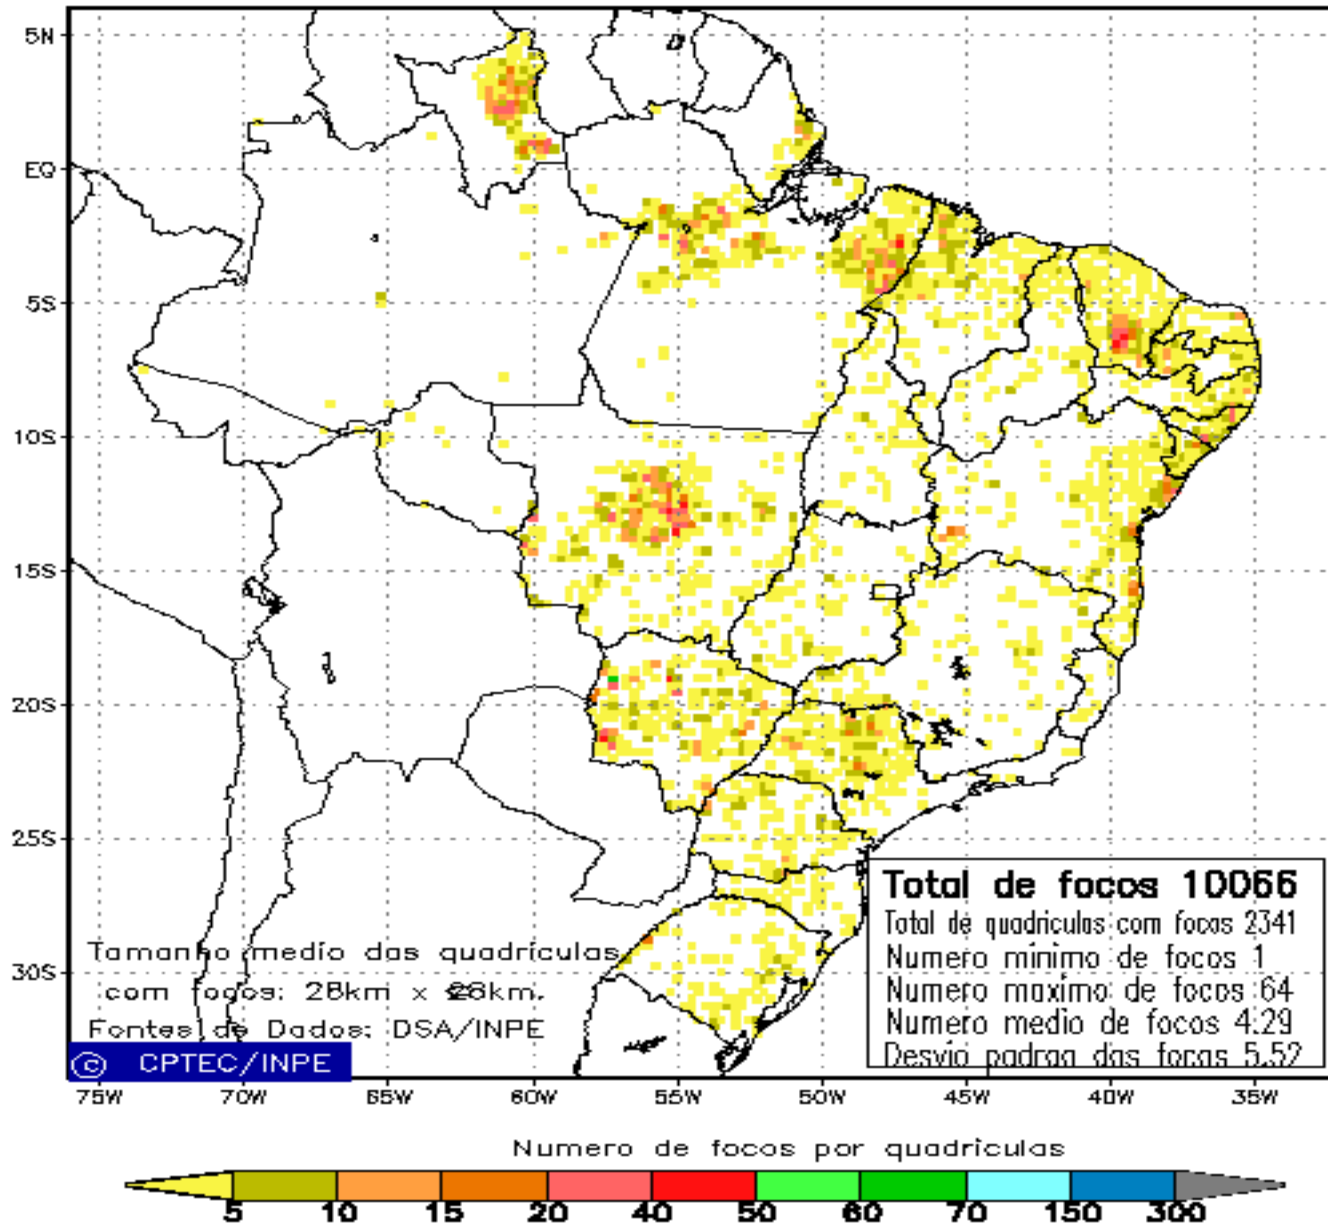 5N
EQ
5S
10S
15S
20S
25S
30S
Total de focos 10066
Total de quadriculas com focos 2341
Numero minimo de focos 1
Numero maximo de focos 64
Numero medio de focos 4.29
Desvio padrao dos focos 5.52
Tamanho medio das quadriculas
com focos: 28km x 28km.
Fontes de Dados: DSA/INPE
© CPTEC/INPE
75W 70W 65W 60W 55W 50W 45W 40W 35W
Numero de focos por quadriculas
5 10 15 20 40 50 60 70 150 300